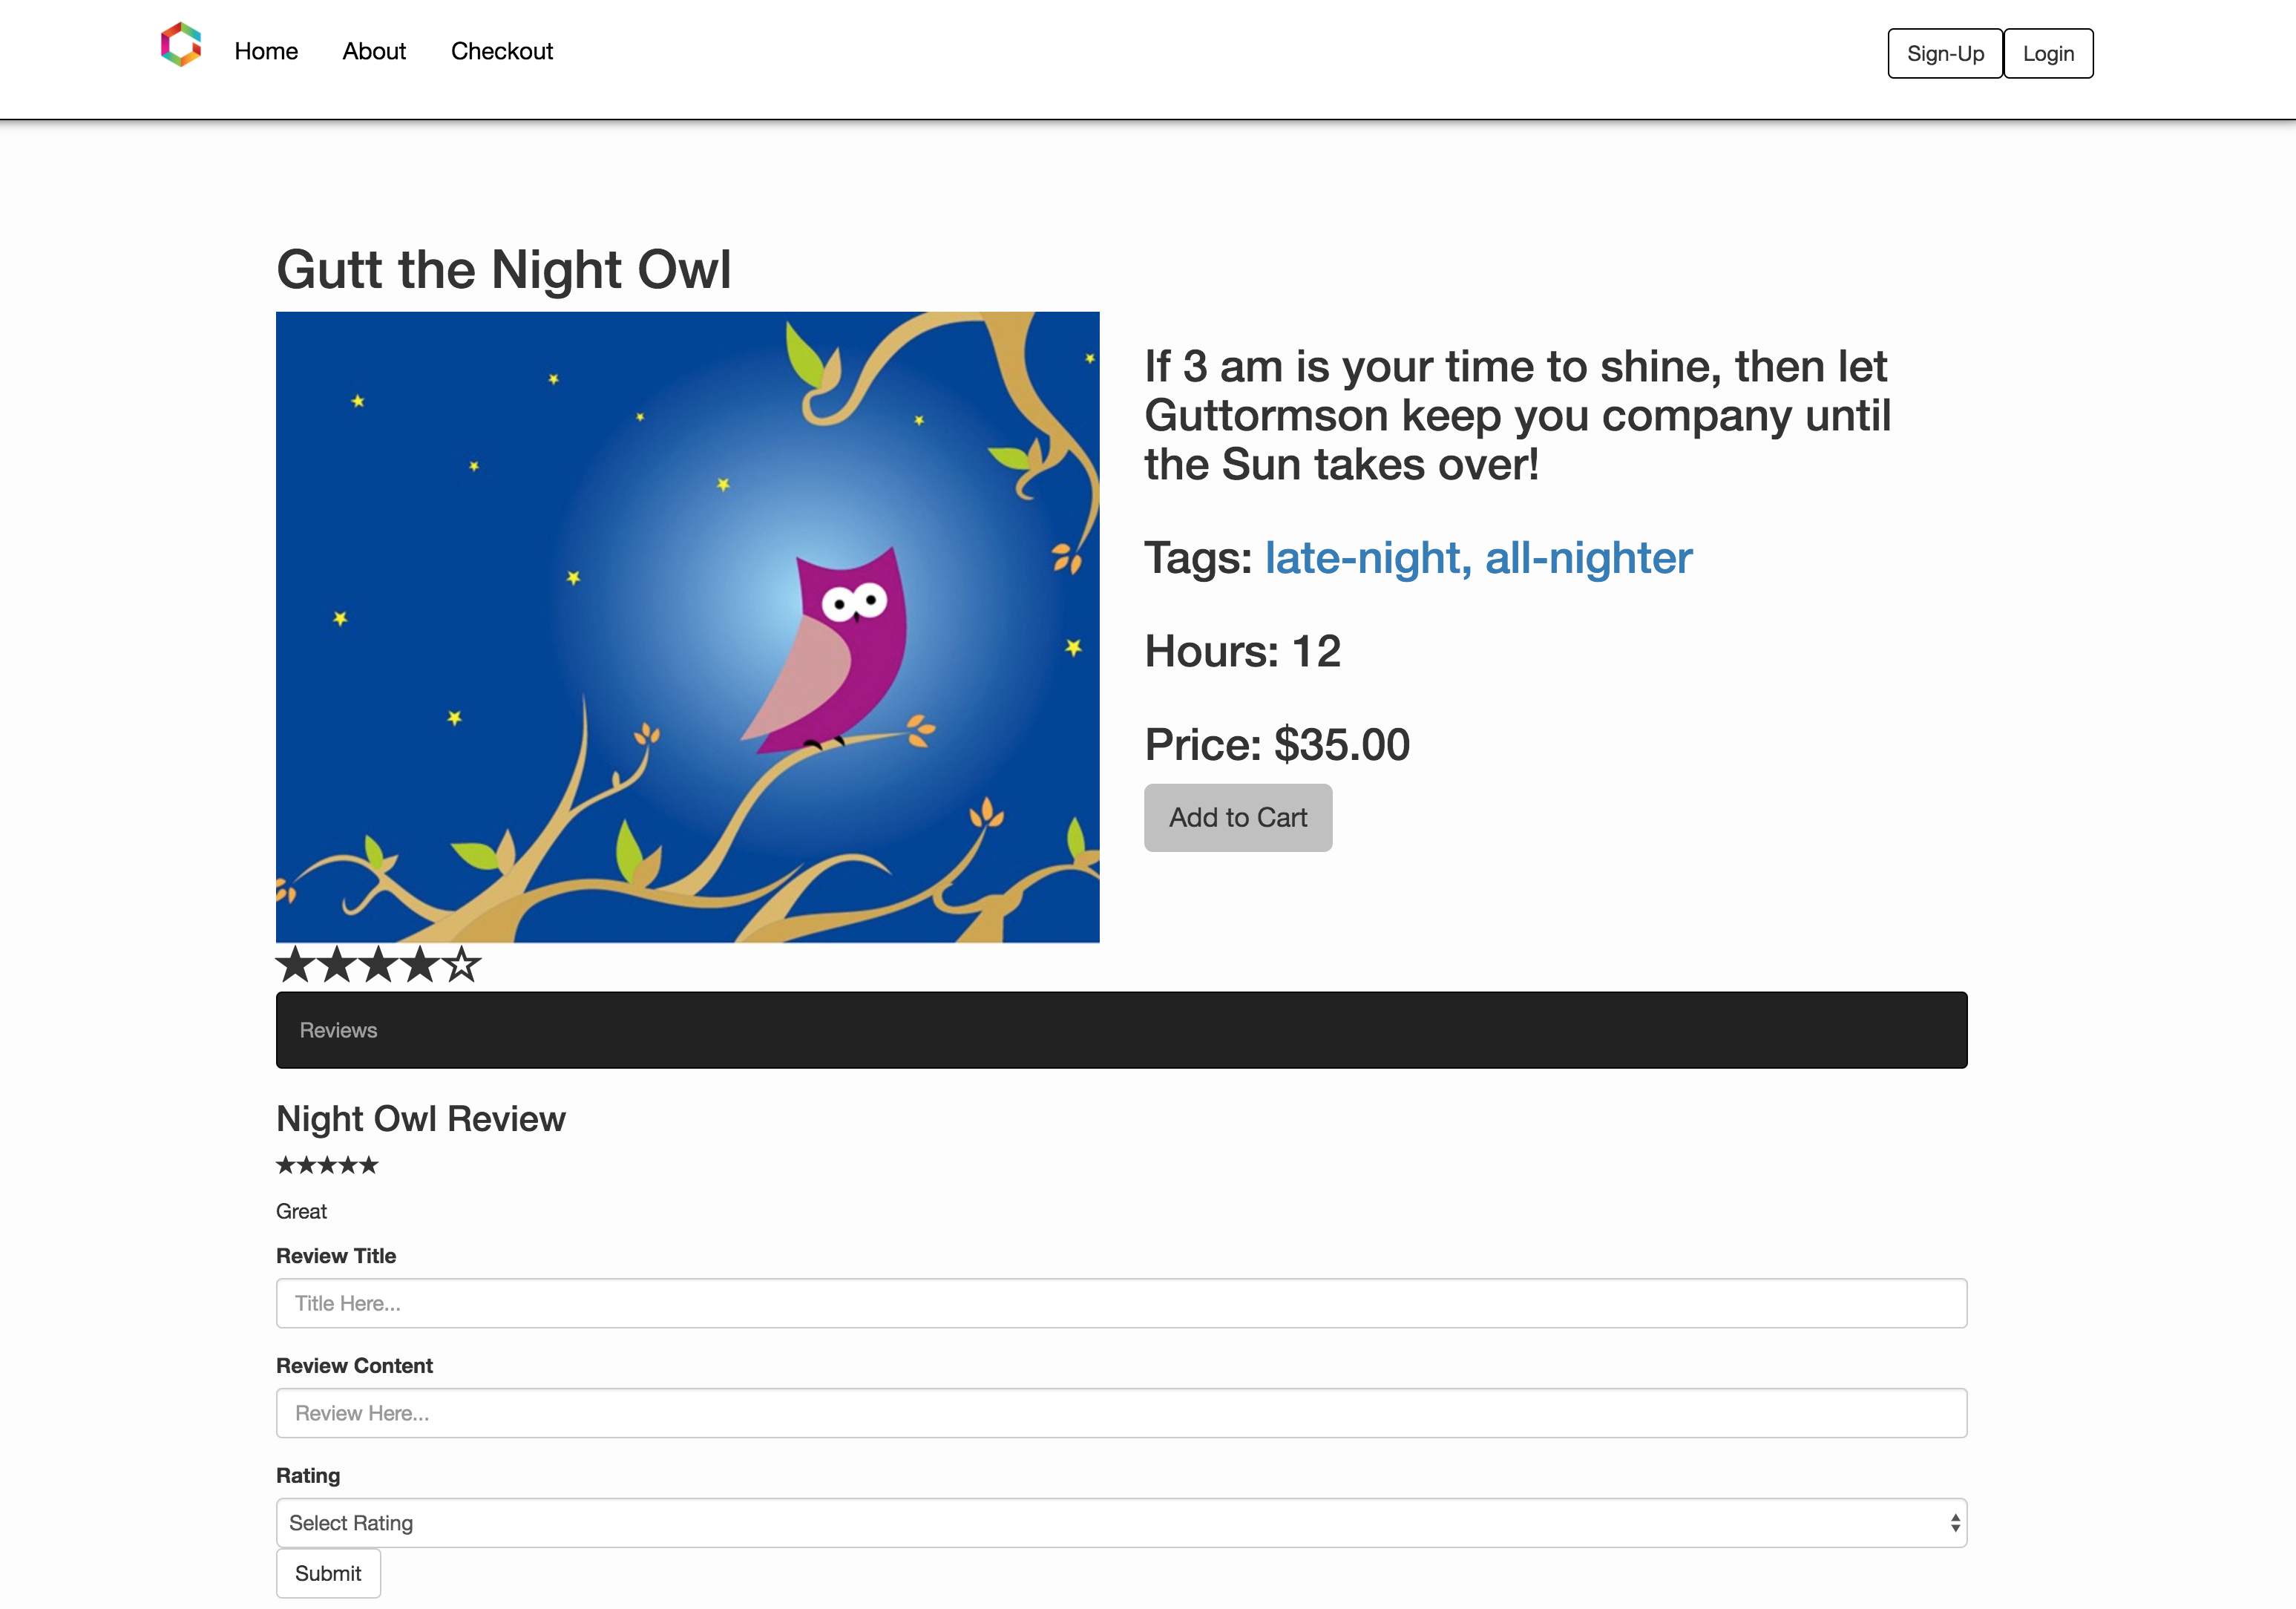 Home About Checkout Sign-Up Login
Gutt the Night Owl
If 3 am is your time to shine, then let
Guttormson keep you company until
the Sun takes over!
Tags: late-night, all-nighter
Hours: 12
Price: $35.00
Add to Cart
★★★★☆
Reviews
Night Owl Review
★★★★★
Great
Review Title
Title Here...
Review Content
Review Here...
Rating
Select Rating
Submit